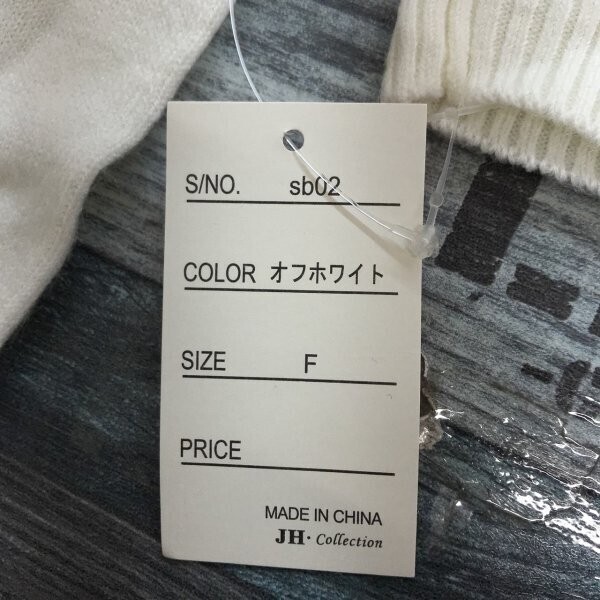 S/NO. sb02
COLOR オフホワイト
SIZE F
PRICE
MADE IN CHINA
JH· Collection